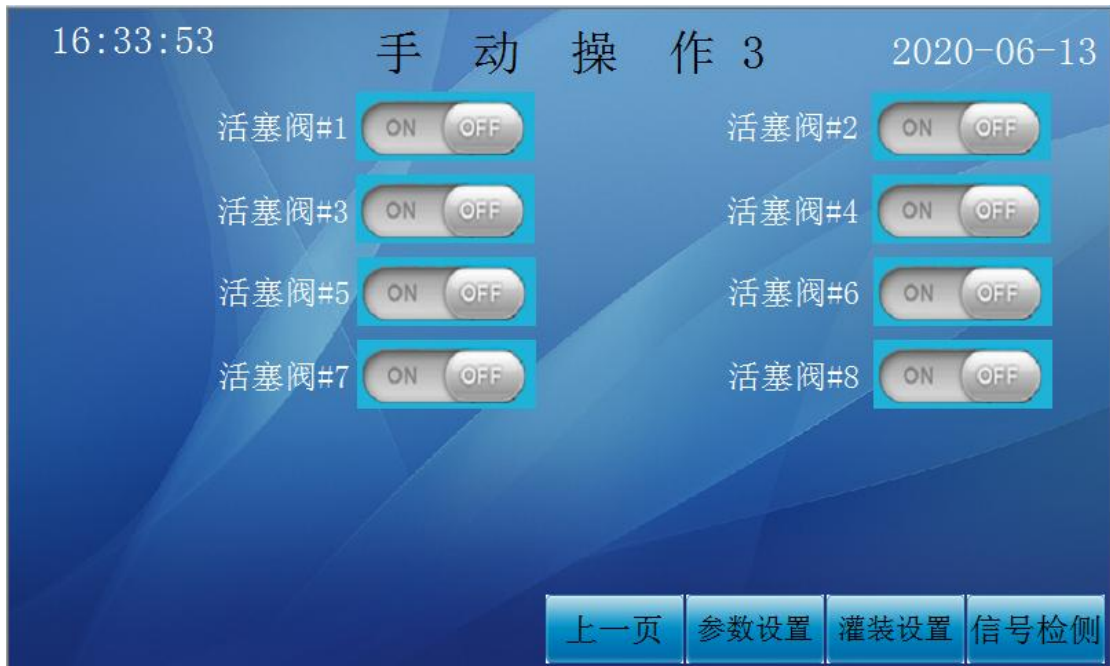 16:33:53 手 动 操 作 3 2020-06-13
活塞阀#1 ON OFF 活塞阀#2 ON OFF
活塞阀#3 ON OFF 活塞阀#4 ON OFF
活塞阀#5 ON OFF 活塞阀#6 ON OFF
活塞阀#7 ON OFF 活塞阀#8 ON OFF
上一页 参数设置 灌装设置 信号检侧